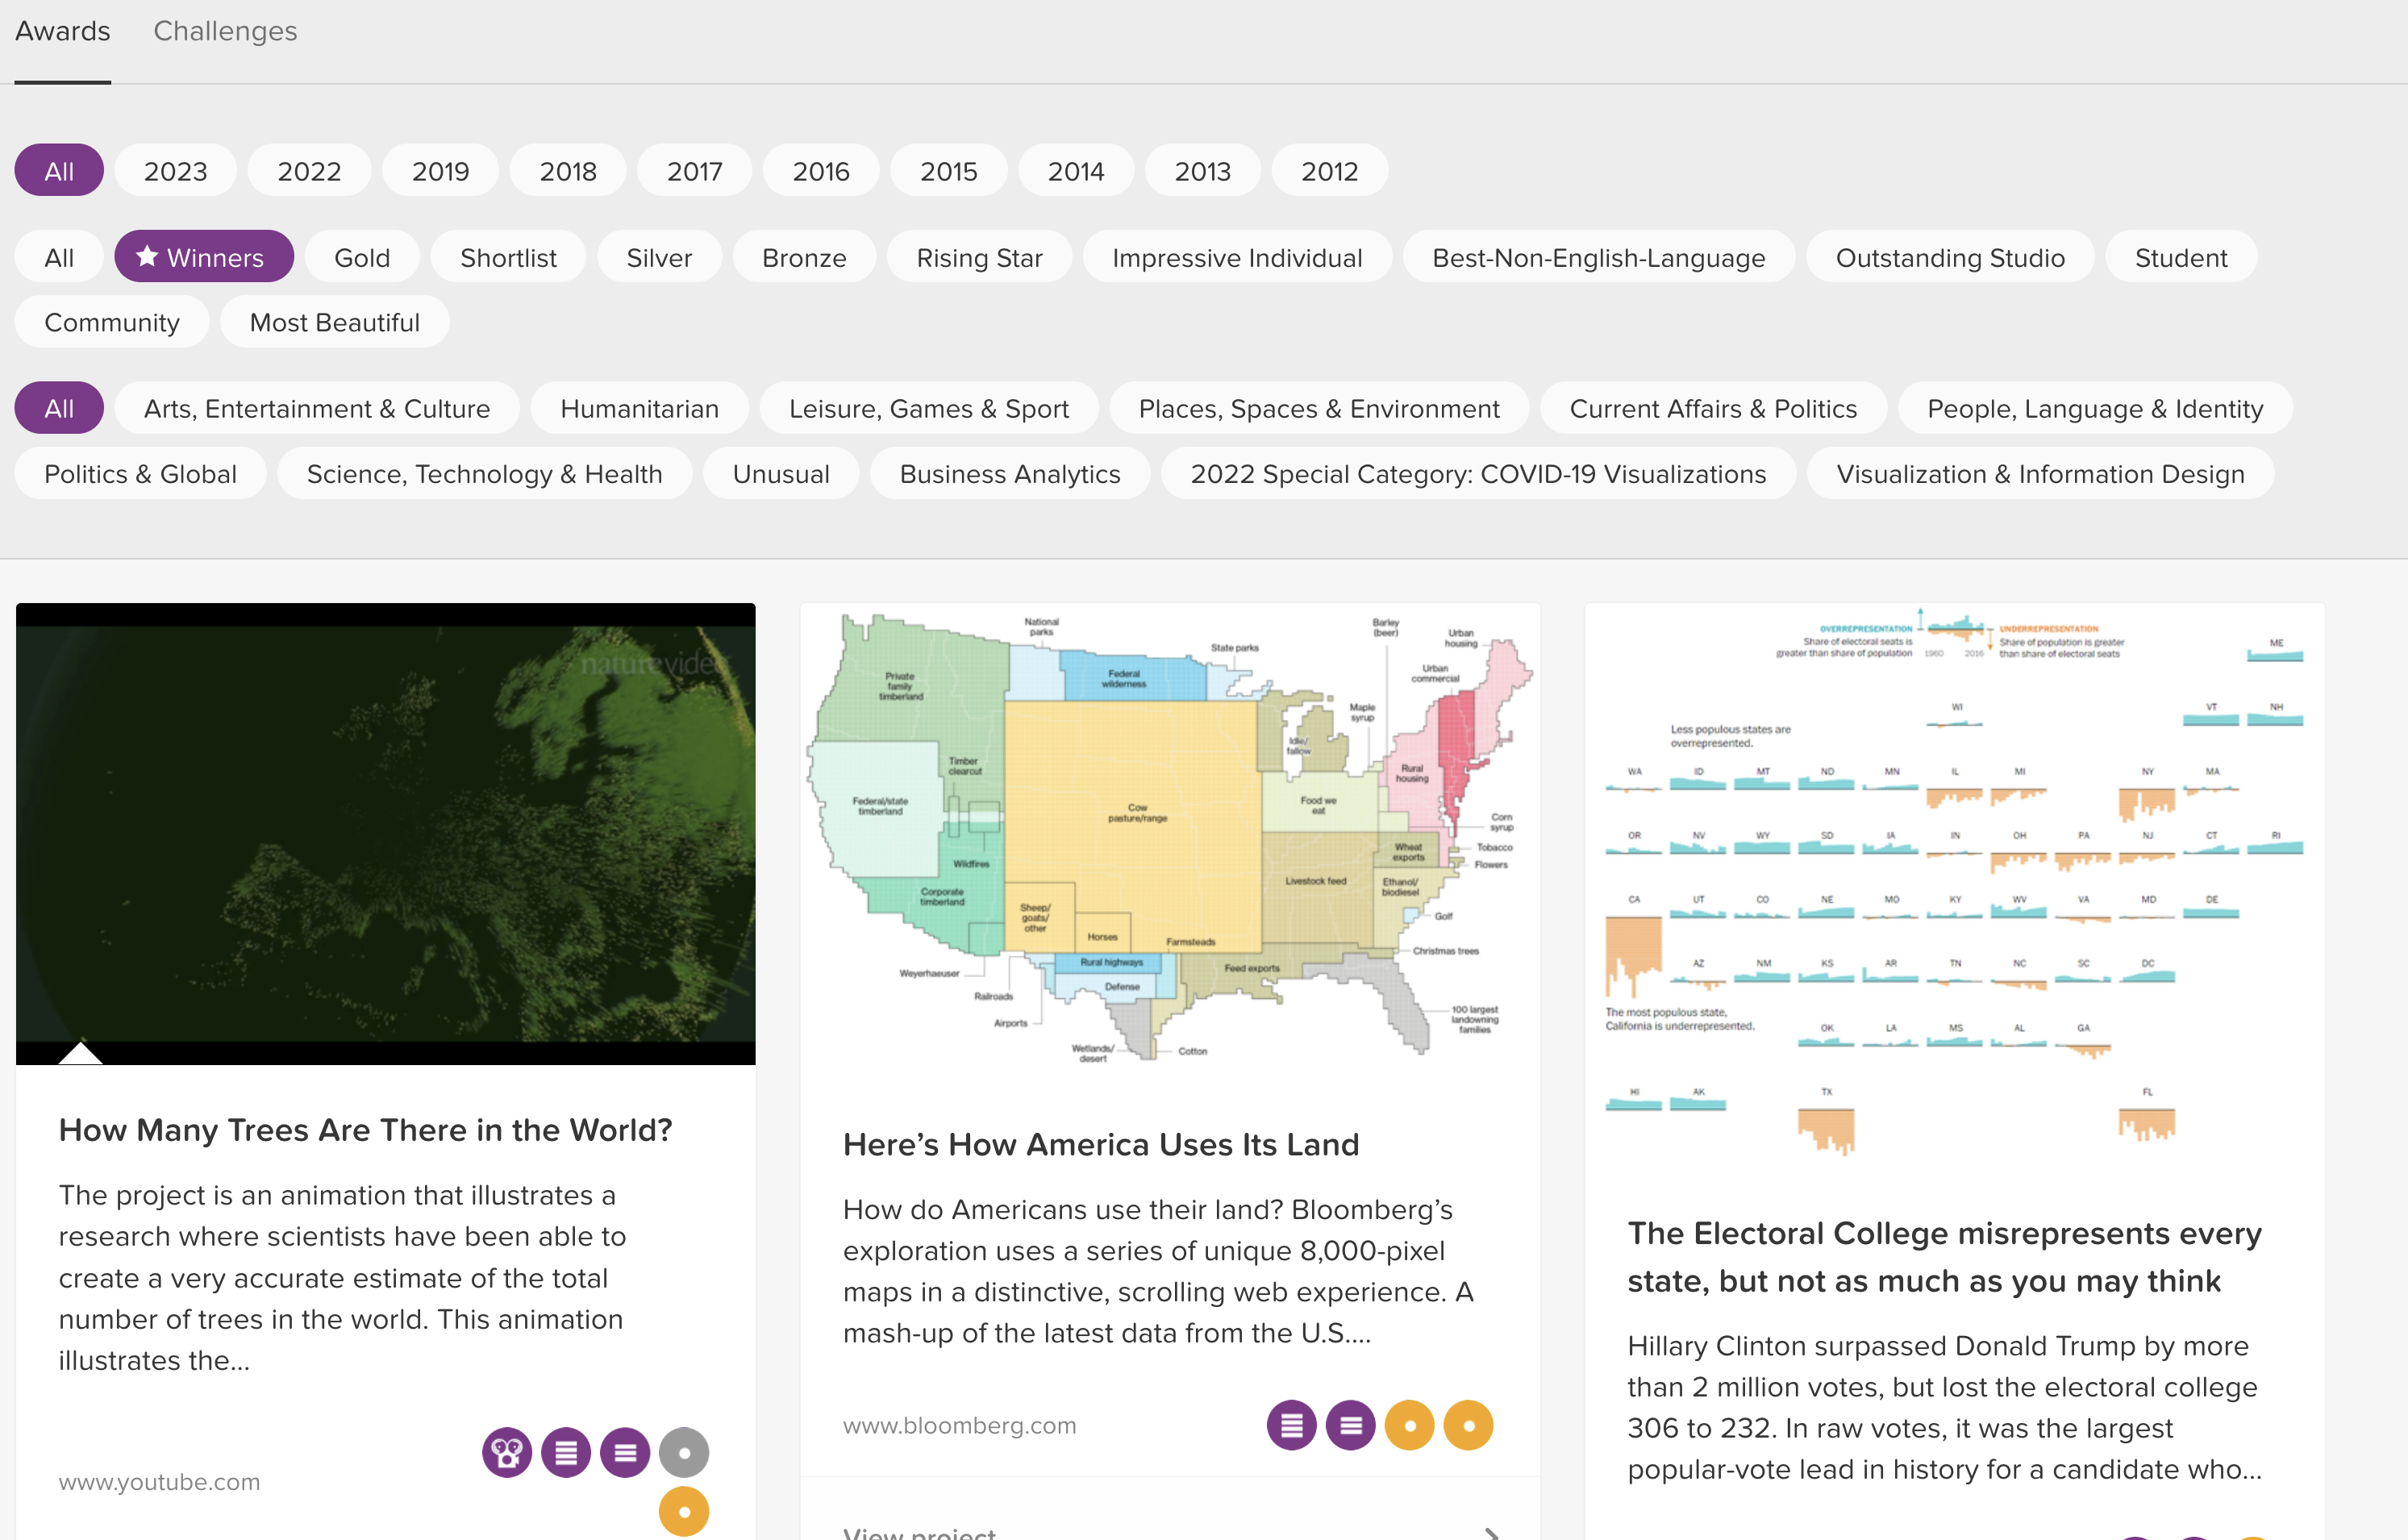 Awards Challenges
All 2023 2022 2019 2018 2017 2016 2015 2014 2013 2012
All Winners Gold Shortlist Silver Bronze Rising Star Impressive Individual Best-Non-English-Language Outstanding Studio Student
Community Most Beautiful
All Arts, Entertainment & Culture Humanitarian Leisure, Games & Sport Places, Spaces & Environment Current Affairs & Politics People, Language & Identity
Politics & Global Science, Technology & Health Unusual Business Analytics 2022 Special Category: COVID-19 Visualizations Visualization & Information Design
naturevideo
How Many Trees Are There in the World?
The project is an animation that illustrates a
research where scientists have been able to
create a very accurate estimate of the total
number of trees in the world. This animation
illustrates the...
www.youtube.com
National
parks
State parks
Barley
(beer)
Urban
housing
Urban
commercial
Private
family
timberland
Federal
wilderness
Maple
syrup
Idle/
fallow
Rural
housing
Timber
clearcut
Federal/state
timberland
Cow
pasture/range
Food we
eat
Corn
syrup
Wheat
exports
Tobacco
Flowers
Wildfires
Livestock feed
Ethanol/
biodiesel
Corporate
timberland
Sheep/
goats/
other
Horses
Golf
Farmsteads
Christmas trees
Rural highways
Feed exports
Weyerhaeuser
Defense
Railroads
Airports
100 largest
landowning
families
Wetlands/
desert
Cotton
Here’s How America Uses Its Land
How do Americans use their land? Bloomberg’s
exploration uses a series of unique 8,000-pixel
maps in a distinctive, scrolling web experience. A
mash-up of the latest data from the U.S....
www.bloomberg.com
View project
OVERREPRESENTATION
Share of electoral seats is
greater than share of population
1960 2016
UNDERREPRESENTATION
Share of population is greater
than share of electoral seats
ME
WI VT NH
Less populous states are
overrepresented.
WA ID MT ND MN IL MI NY MA
OR NV WY SD IA IN OH PA NJ CT RI
CA UT CO NE MO KY WV VA MD DE
AZ NM KS AR TN NC SC DC
The most populous state,
California is underrepresented.
OK LA MS AL GA
HI AK TX FL
The Electoral College misrepresents every
state, but not as much as you may think
Hillary Clinton surpassed Donald Trump by more
than 2 million votes, but lost the electoral college
306 to 232. In raw votes, it was the largest
popular-vote lead in history for a candidate who...